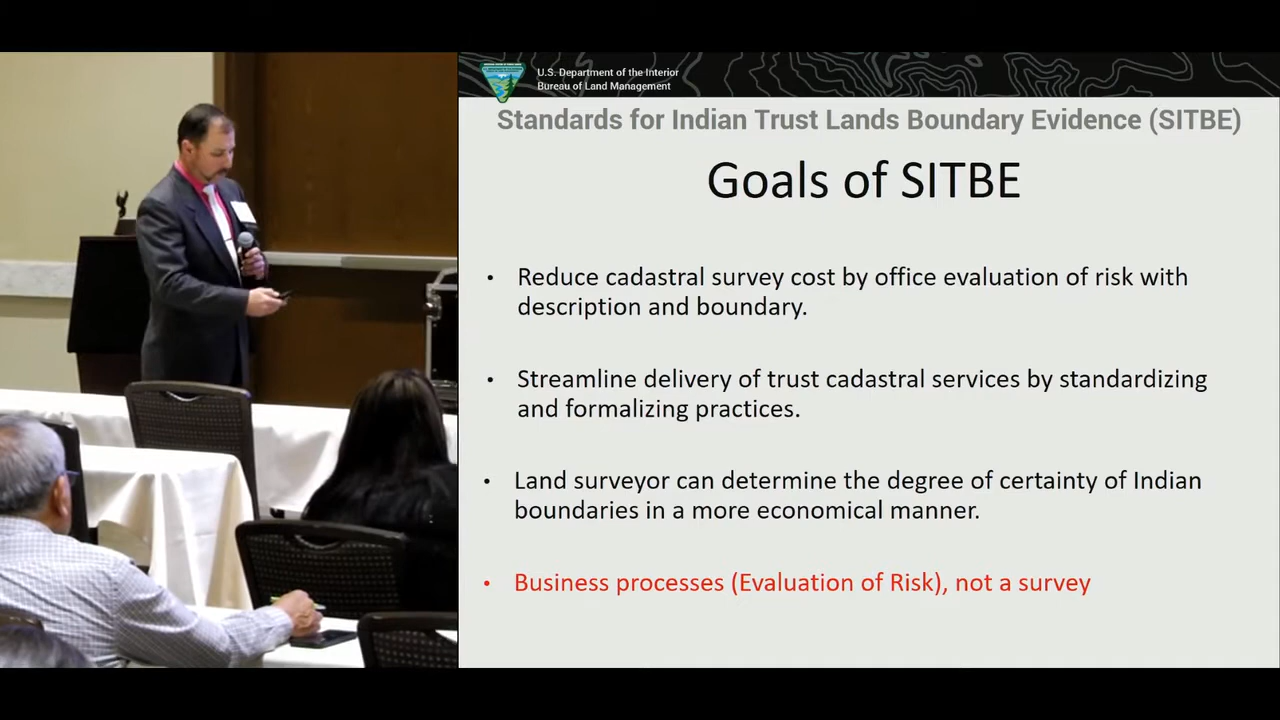 U.S. Department of the Interior
Bureau of Land Management
Standards for Indian Trust Lands Boundary Evidence (SITBE)
Goals of SITBE
• Reduce cadastral survey cost by office evaluation of risk with
description and boundary.
• Streamline delivery of trust cadastral services by standardizing
and formalizing practices.
• Land surveyor can determine the degree of certainty of Indian
boundaries in a more economical manner.
• Business processes (Evaluation of Risk), not a survey